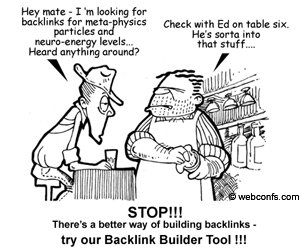 Hey mate - I 'm looking for
backlinks for meta-physics
particles and
neuro-energy levels...
Heard anything around?
Check with Ed on table six.
He's sorta into
that stuff....
© webconfs.com
STOP!!!
There's a better way of building backlinks -
try our Backlink Builder Tool !!!